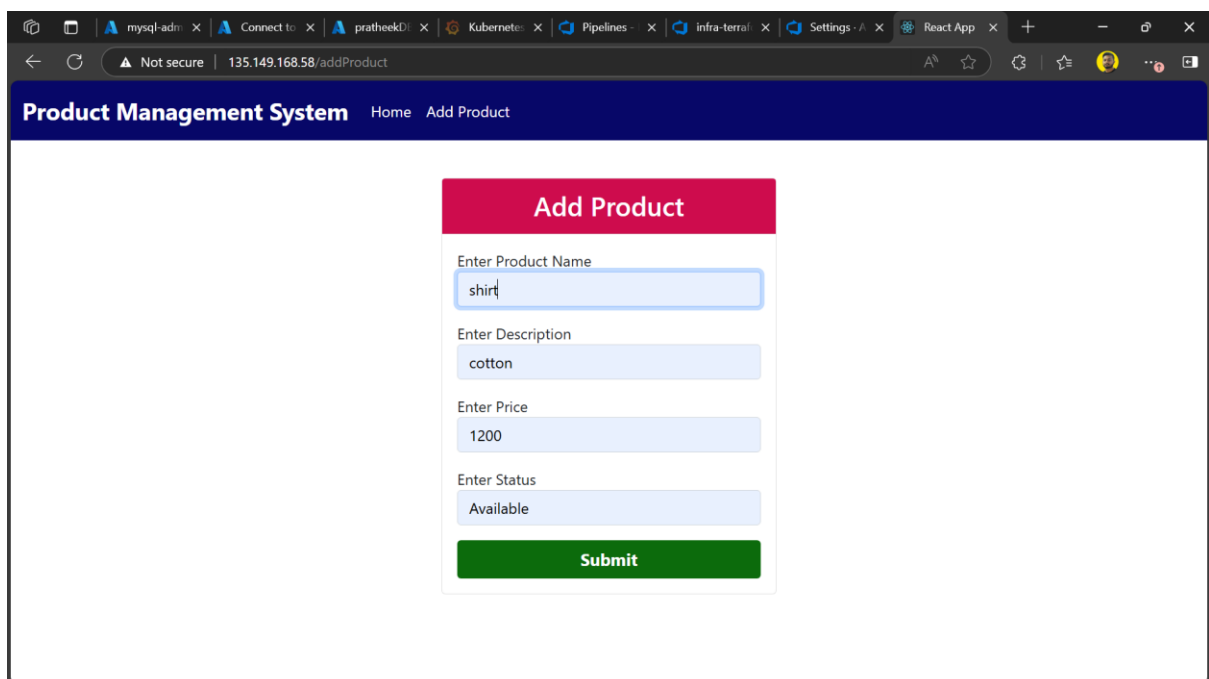 mysql-adm
Connect to
pratheekDB
Kubernetes
Pipelines -
infra-terraf
Settings · A
React App
Not secure
135.149.168.58/addProduct
Product Management System
Home
Add Product
Add Product
Enter Product Name
shirt
Enter Description
cotton
Enter Price
1200
Enter Status
Available
Submit